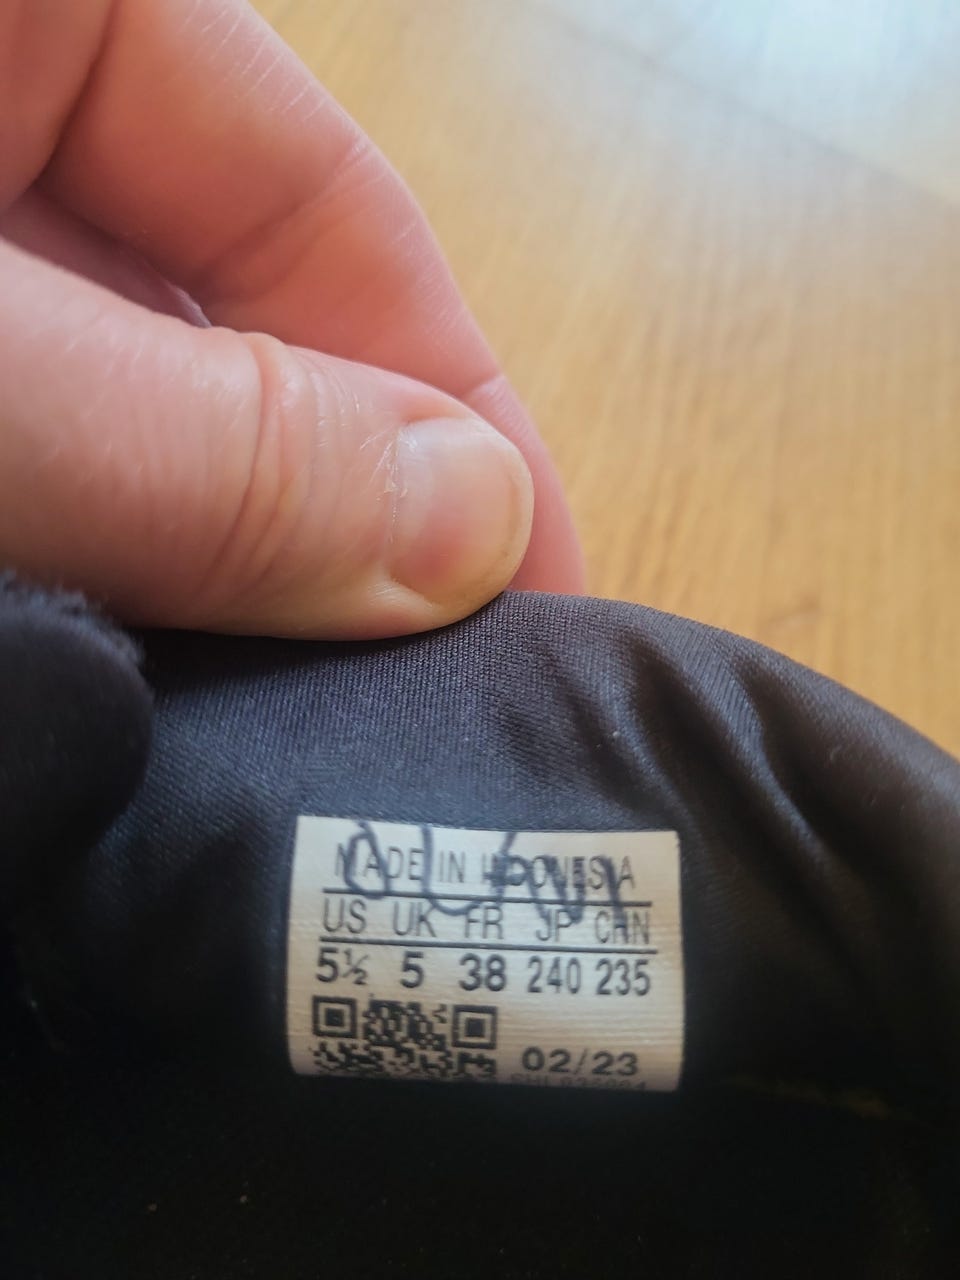 MADE IN INDONESIA
US UK FR JP CHN
5½ 5 38 240 235
02/23